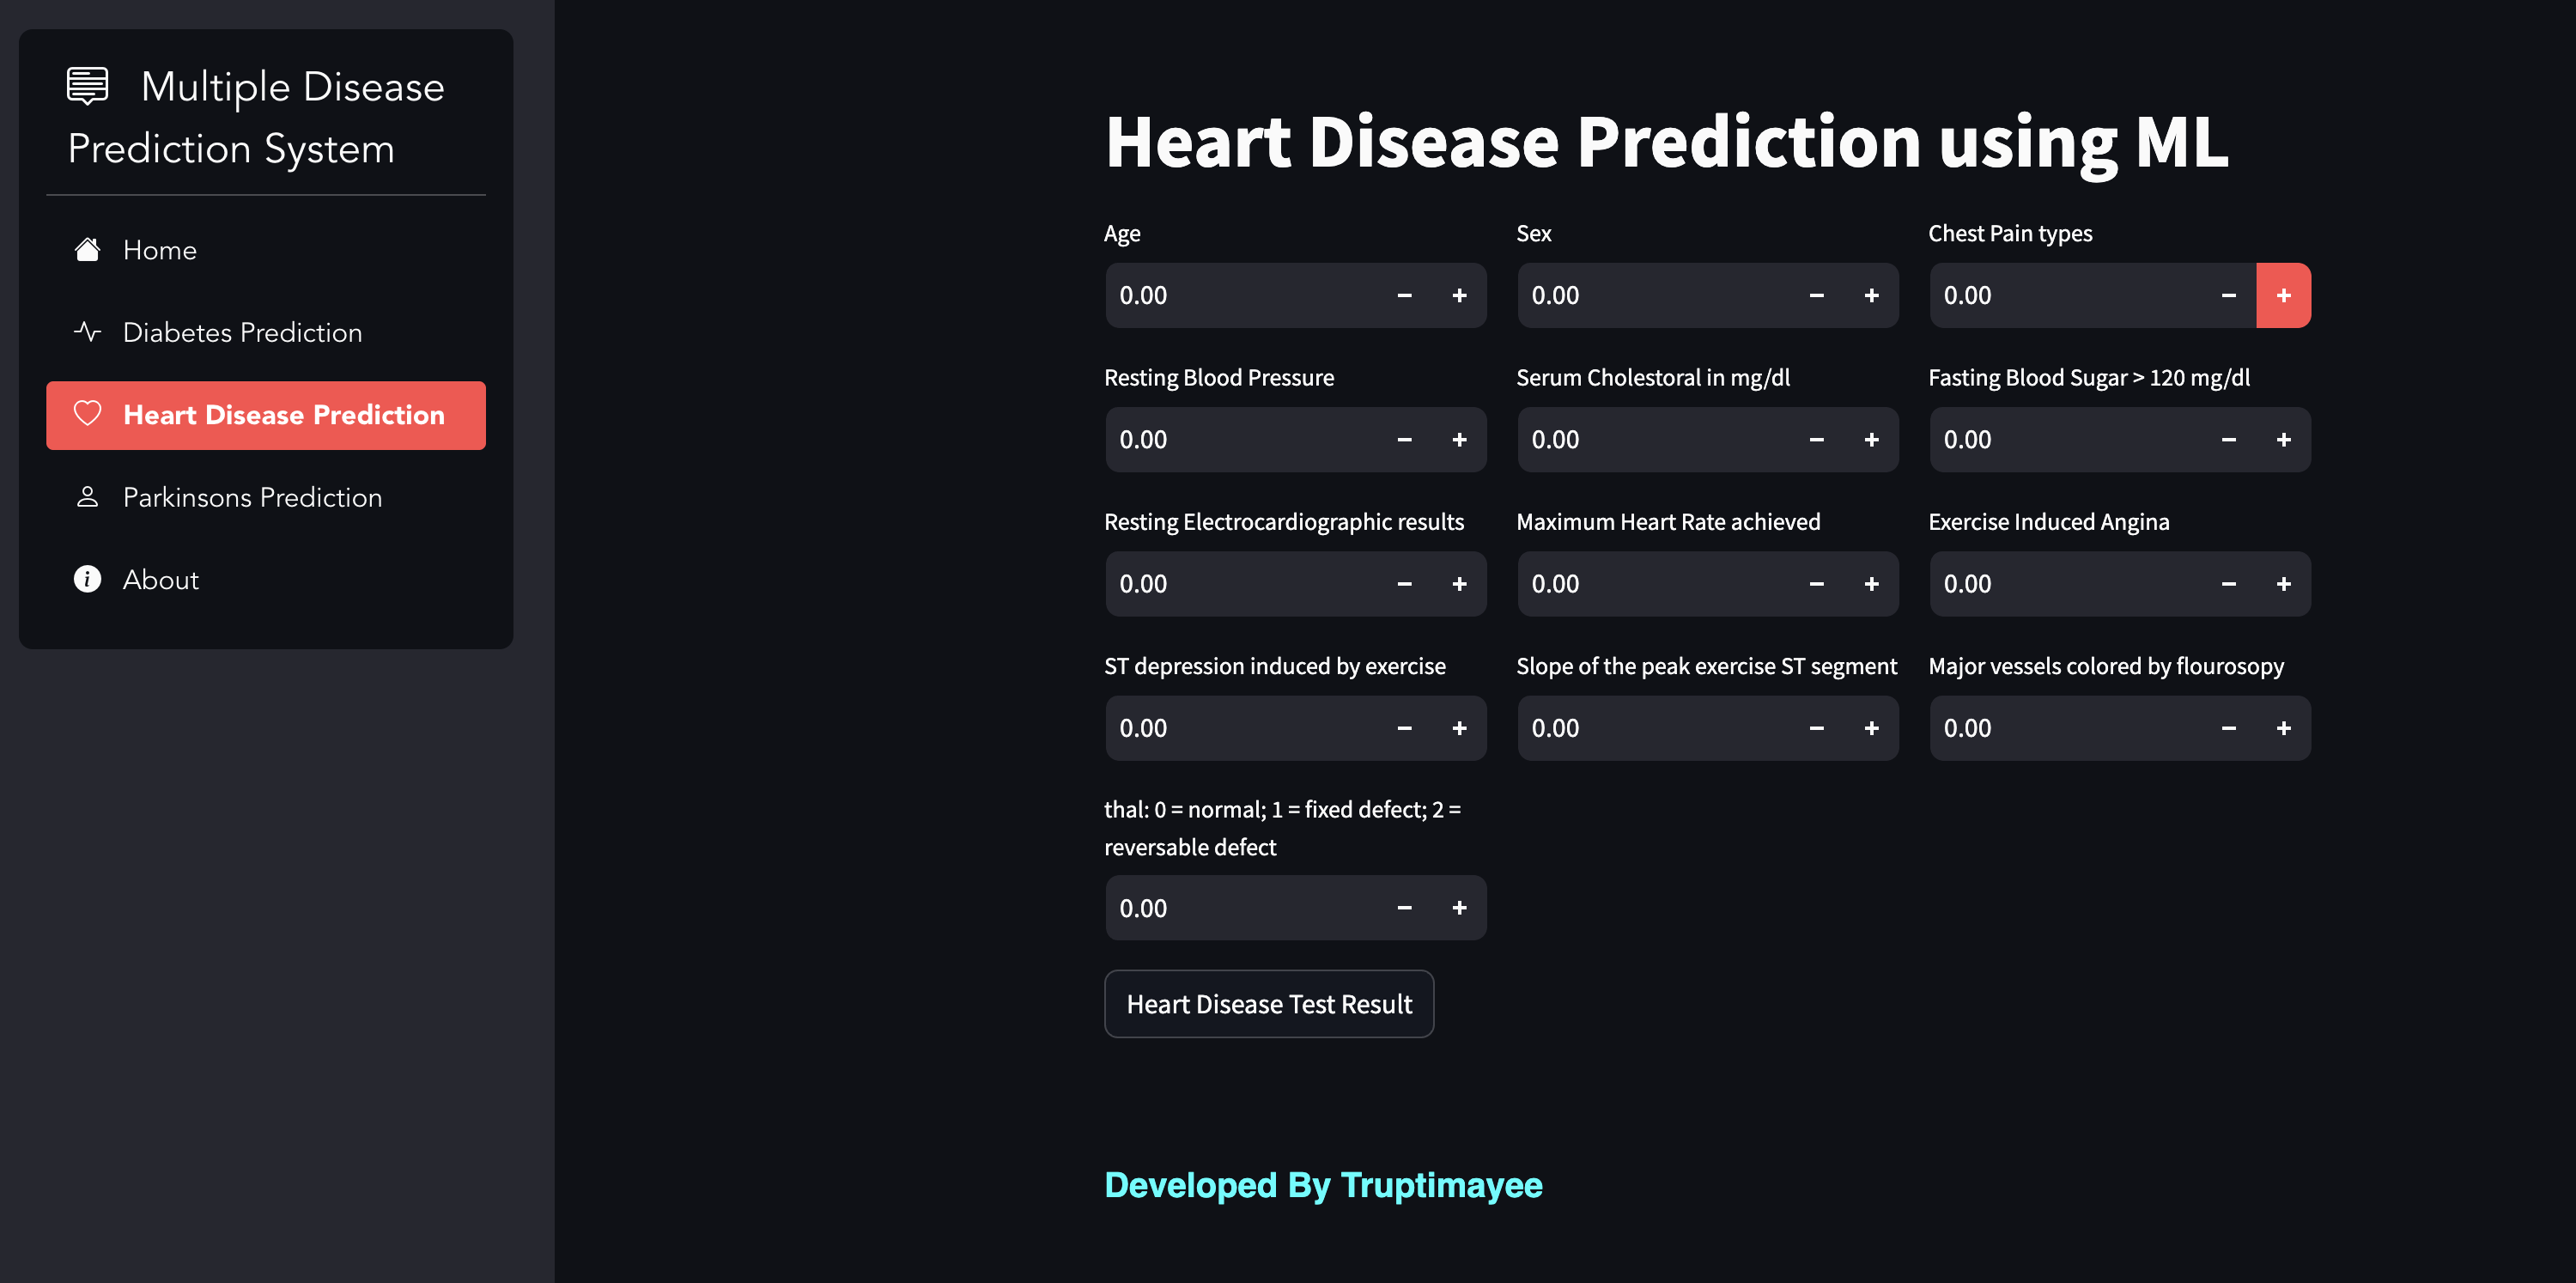 Multiple Disease
Prediction System
Home
Diabetes Prediction
Heart Disease Prediction
Parkinsons Prediction
About
Heart Disease Prediction using ML
Age
0.00 − +
Sex
0.00 − +
Chest Pain types
0.00 − +
Resting Blood Pressure
0.00 − +
Serum Cholestoral in mg/dl
0.00 − +
Fasting Blood Sugar > 120 mg/dl
0.00 − +
Resting Electrocardiographic results
0.00 − +
Maximum Heart Rate achieved
0.00 − +
Exercise Induced Angina
0.00 − +
ST depression induced by exercise
0.00 − +
Slope of the peak exercise ST segment
0.00 − +
Major vessels colored by flourosopy
0.00 − +
thal: 0 = normal; 1 = fixed defect; 2 =
reversable defect
0.00 − +
Heart Disease Test Result
Developed By Truptimayee